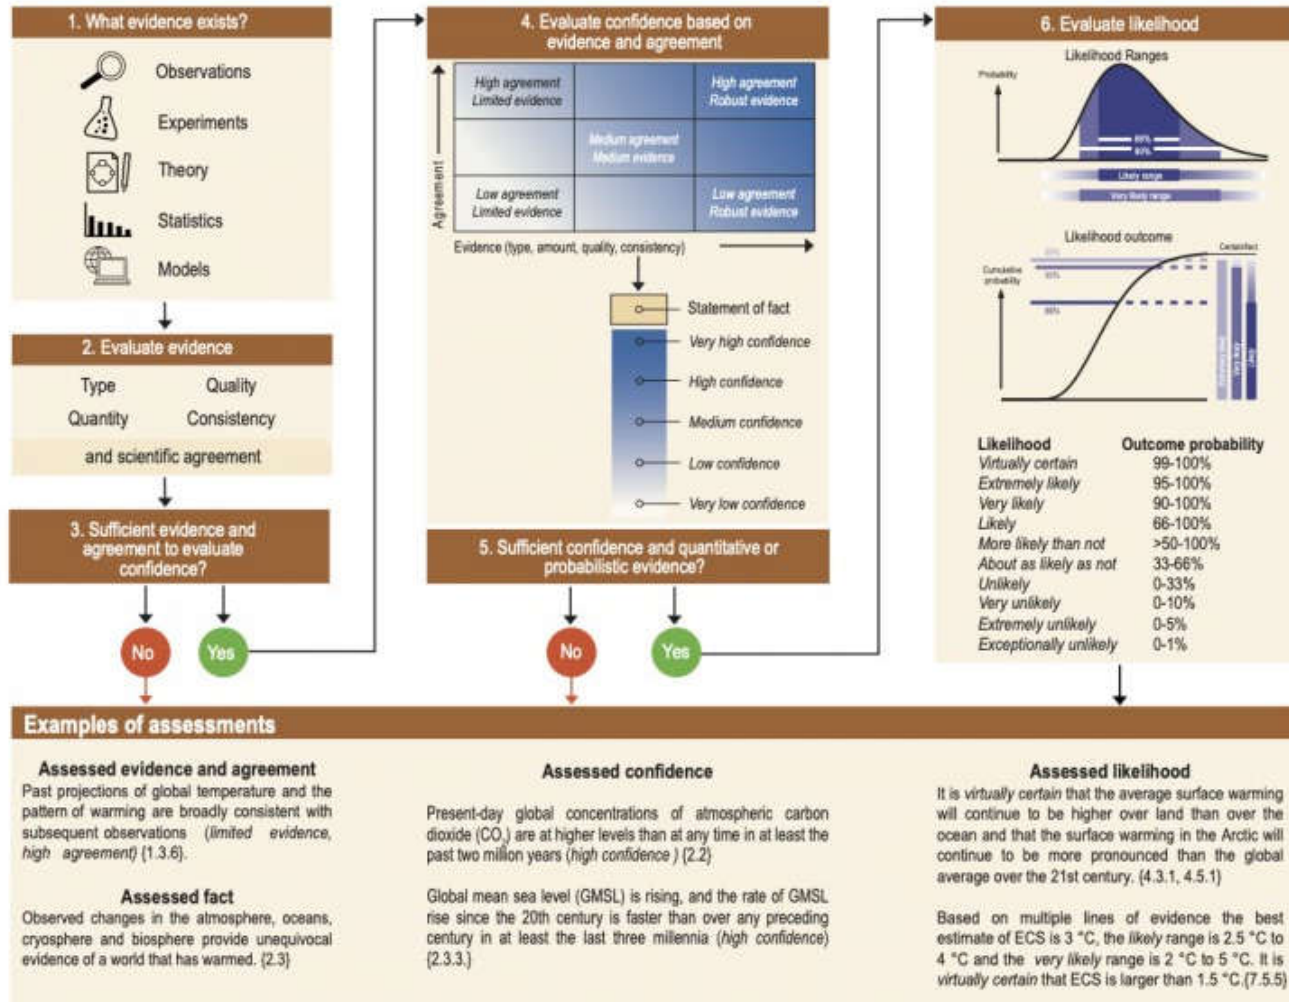 1. What evidence exists?
Observations
Experiments
Theory
Statistics
Models
2. Evaluate evidence
Type
Quality
Quantity
Consistency
and scientific agreement
3. Sufficient evidence and
agreement to evaluate
confidence?
No
Yes
4. Evaluate confidence based on
evidence and agreement
Agreement
High agreement
Limited evidence
High agreement
Robust evidence
Medium agreement
Medium evidence
Low agreement
Limited evidence
Low agreement
Robust evidence
Evidence (type, amount, quality, consistency)
Statement of fact
Very high confidence
High confidence
Medium confidence
Low confidence
Very low confidence
5. Sufficient confidence and quantitative or
probabilistic evidence?
No
Yes
6. Evaluate likelihood
Likelihood Ranges
Probability
Likely range
Very likely range
Likelihood outcome
Cumulative
probability
Likelihood Outcome probability
Virtually certain 99-100%
Extremely likely 95-100%
Very likely 90-100%
Likely 66-100%
More likely than not >50-100%
About as likely as not 33-66%
Unlikely 0-33%
Very unlikely 0-10%
Extremely unlikely 0-5%
Exceptionally unlikely 0-1%
Examples of assessments
Assessed evidence and agreement
Past projections of global temperature and the
pattern of warming are broadly consistent with
subsequent observations (limited evidence,
high agreement) {1.3.6}.
Assessed fact
Observed changes in the atmosphere, oceans,
cryosphere and biosphere provide unequivocal
evidence of a world that has warmed. {2.3}
Assessed confidence
Present-day global concentrations of atmospheric carbon
dioxide (CO₂) are at higher levels than at any time in at least the
past two million years (high confidence ) {2.2}
Global mean sea level (GMSL) is rising, and the rate of GMSL
rise since the 20th century is faster than over any preceding
century in at least the last three millennia (high confidence)
{2.3.3.}
Assessed likelihood
It is virtually certain that the average surface warming
will continue to be higher over land than over the
ocean and that the surface warming in the Arctic will
continue to be more pronounced than the global
average over the 21st century. {4.3.1, 4.5.1}
Based on multiple lines of evidence the best
estimate of ECS is 3 °C, the likely range is 2.5 °C to
4 °C and the very likely range is 2 °C to 5 °C. It is
virtually certain that ECS is larger than 1.5 °C.{7.5.5}